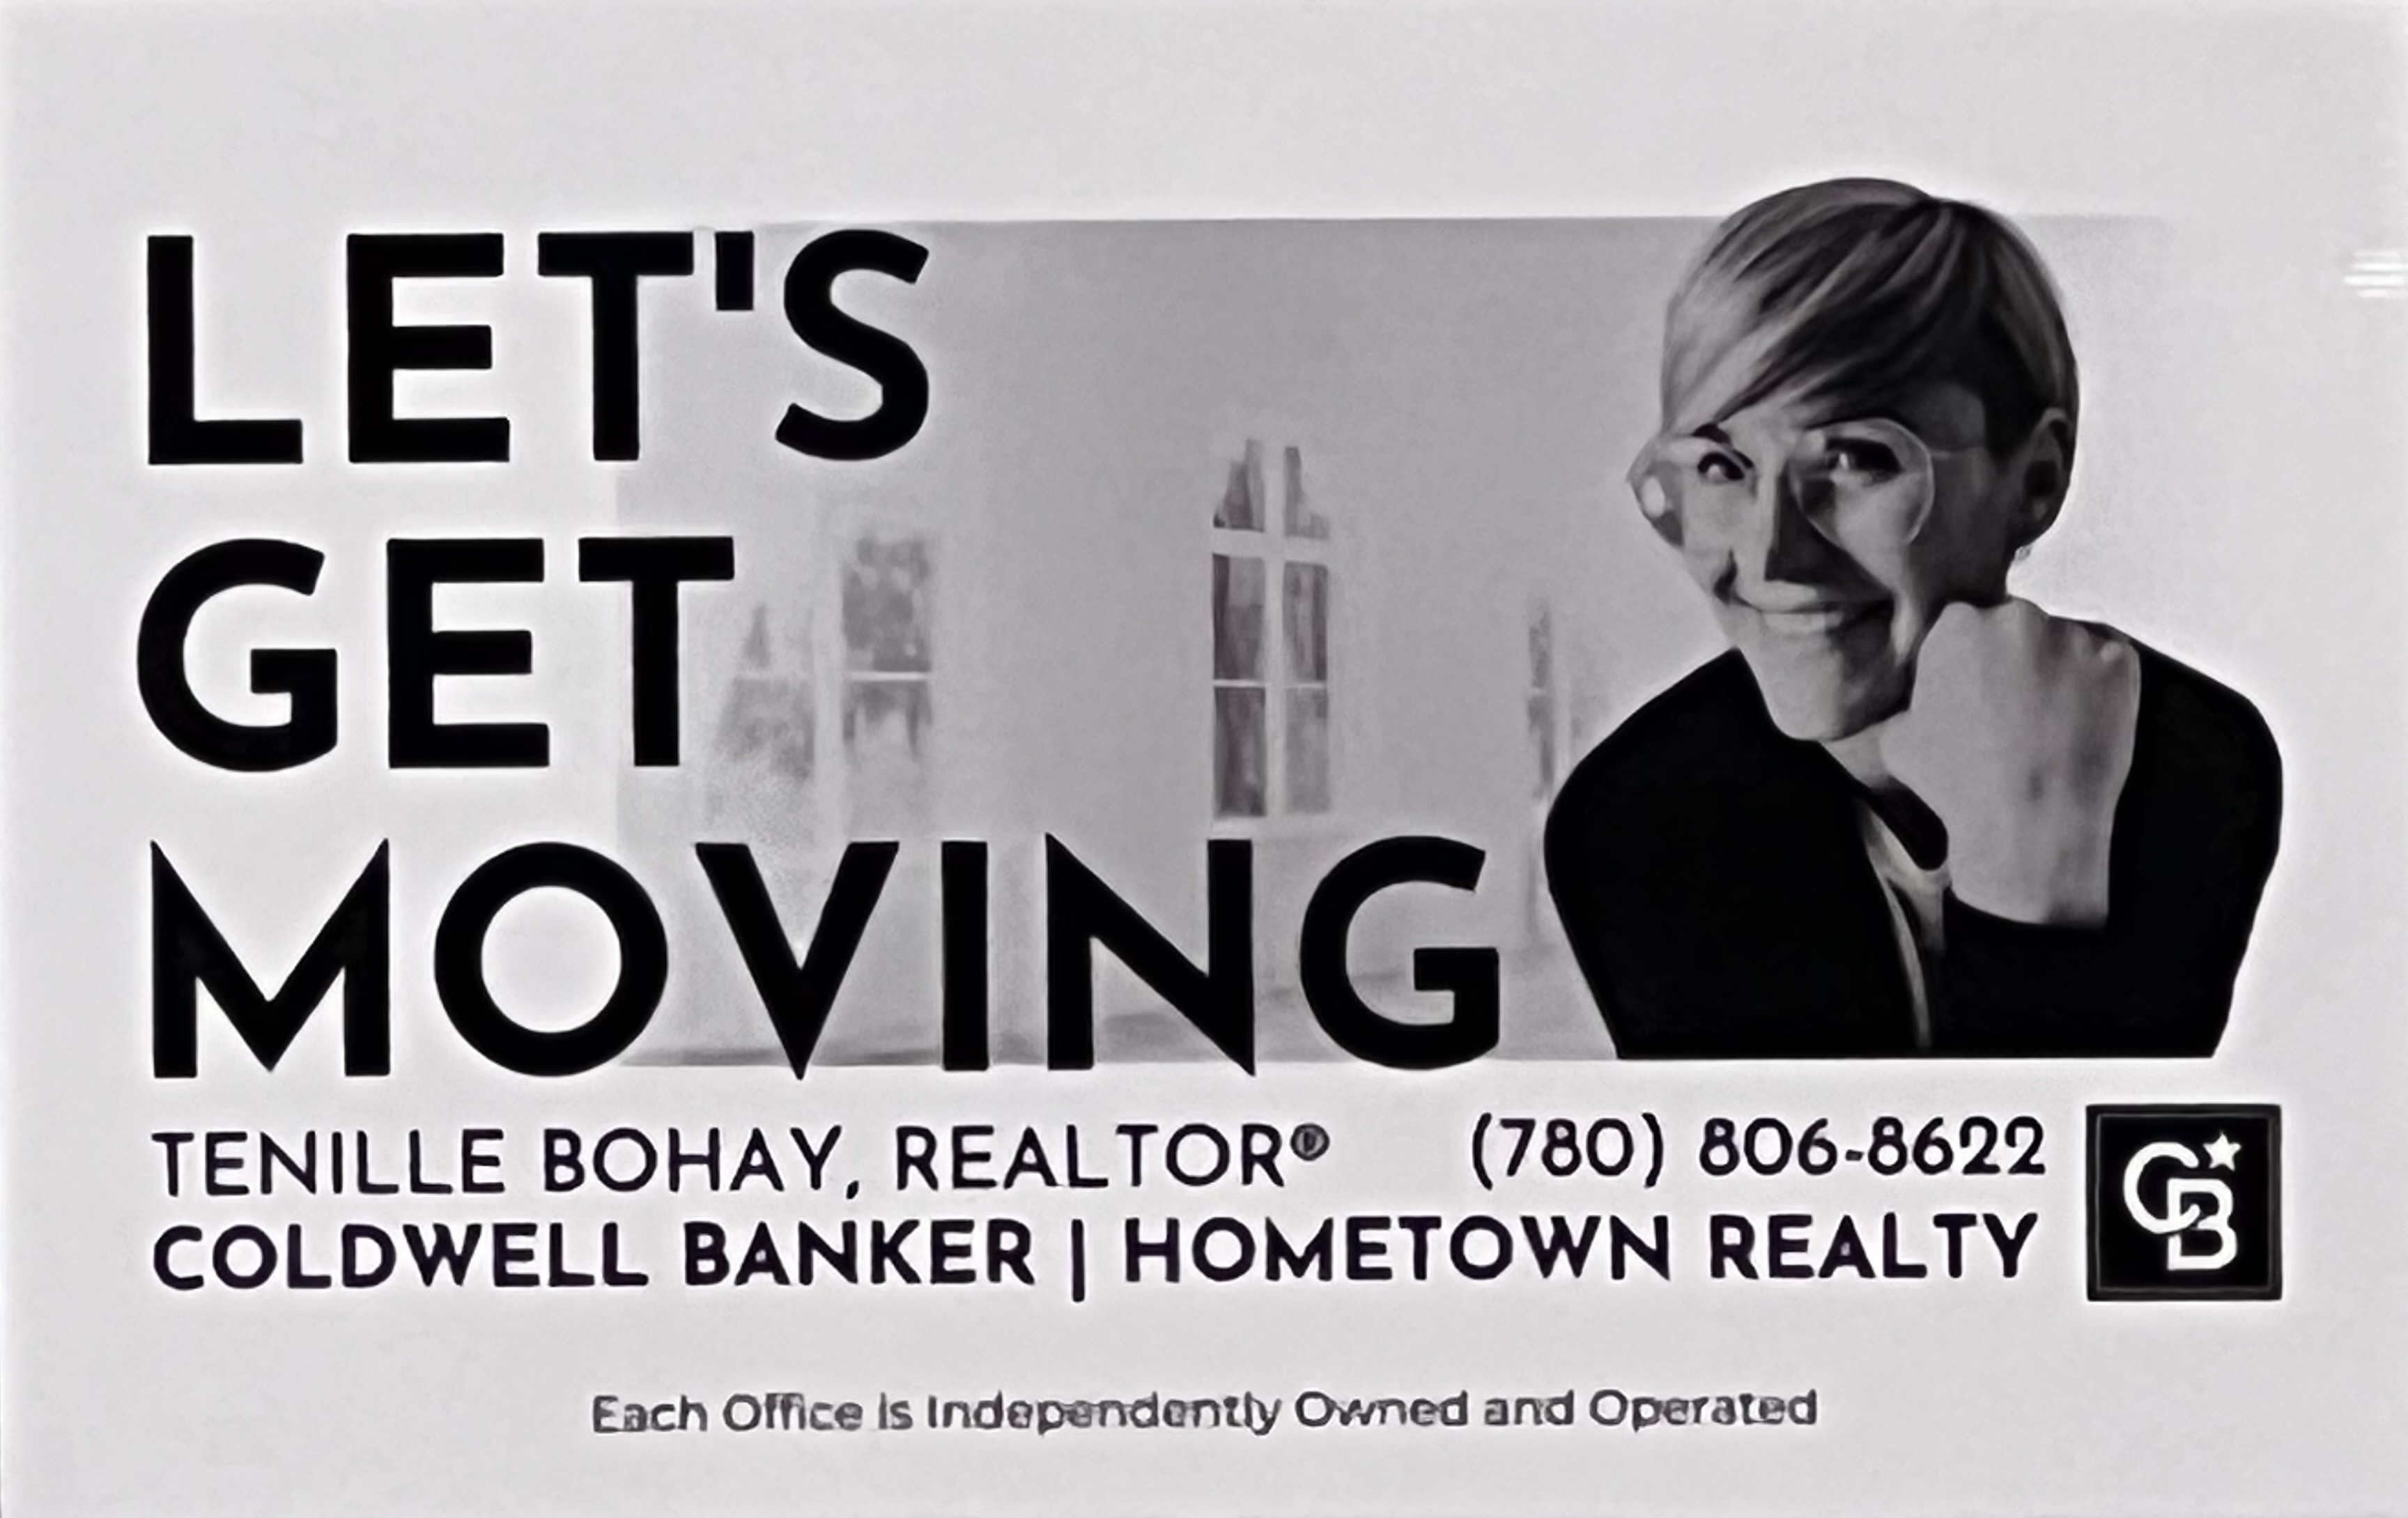 LET'S
GET
MOVING
TENILLE BOHAY, REALTOR®
(780) 806-8622
COLDWELL BANKER | HOMETOWN REALTY
CB
Each Office is Independently Owned and Operated